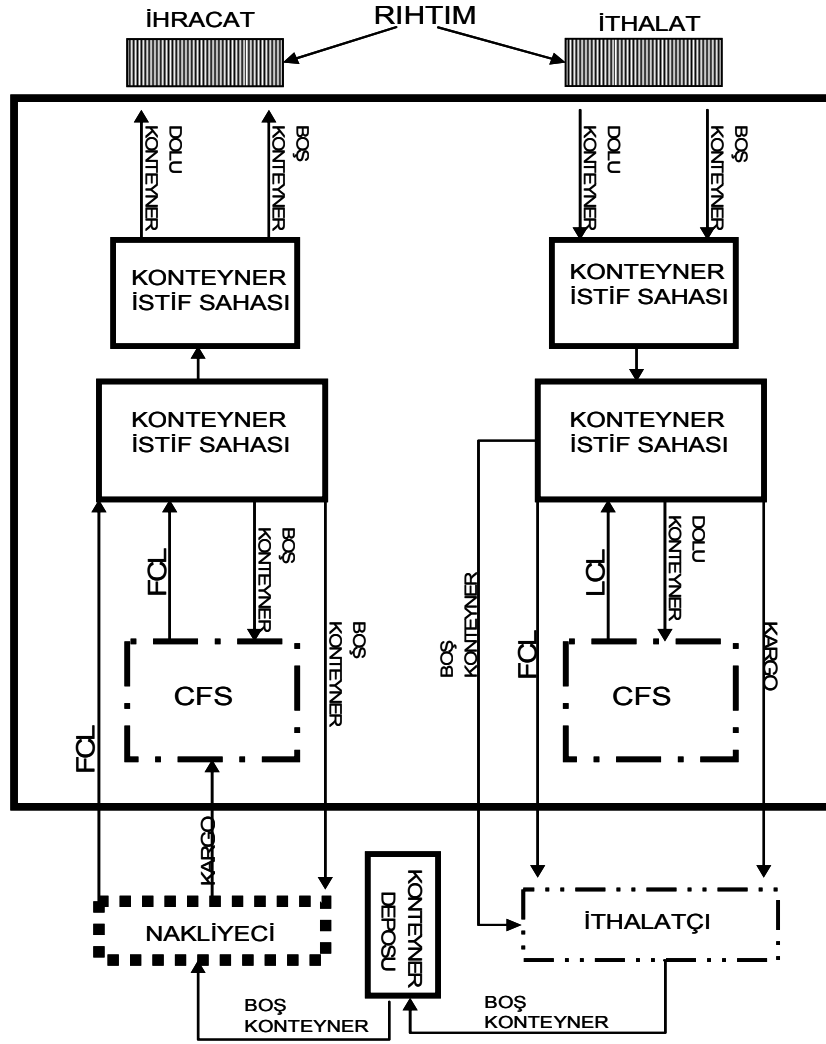 İHRACAT
RIHTIM
İTHALAT
DOLU
KONTEYNER
BOŞ
KONTEYNER
DOLU
KONTEYNER
BOŞ
KONTEYNER
KONTEYNER
İSTİF SAHASI
KONTEYNER
İSTİF SAHASI
KONTEYNER
İSTİF SAHASI
KONTEYNER
İSTİF SAHASI
FCL
FCL
BOŞ
KONTEYNER
BOŞ
KONTEYNER
BOŞ
KONTEYNER
FCL
LCL
DOLU
KONTEYNER
KARGO
CFS
CFS
KARGO
NAKLİYECİ
KONTEYNER
DEPOSU
İTHALATÇI
BOŞ
KONTEYNER
BOŞ
KONTEYNER